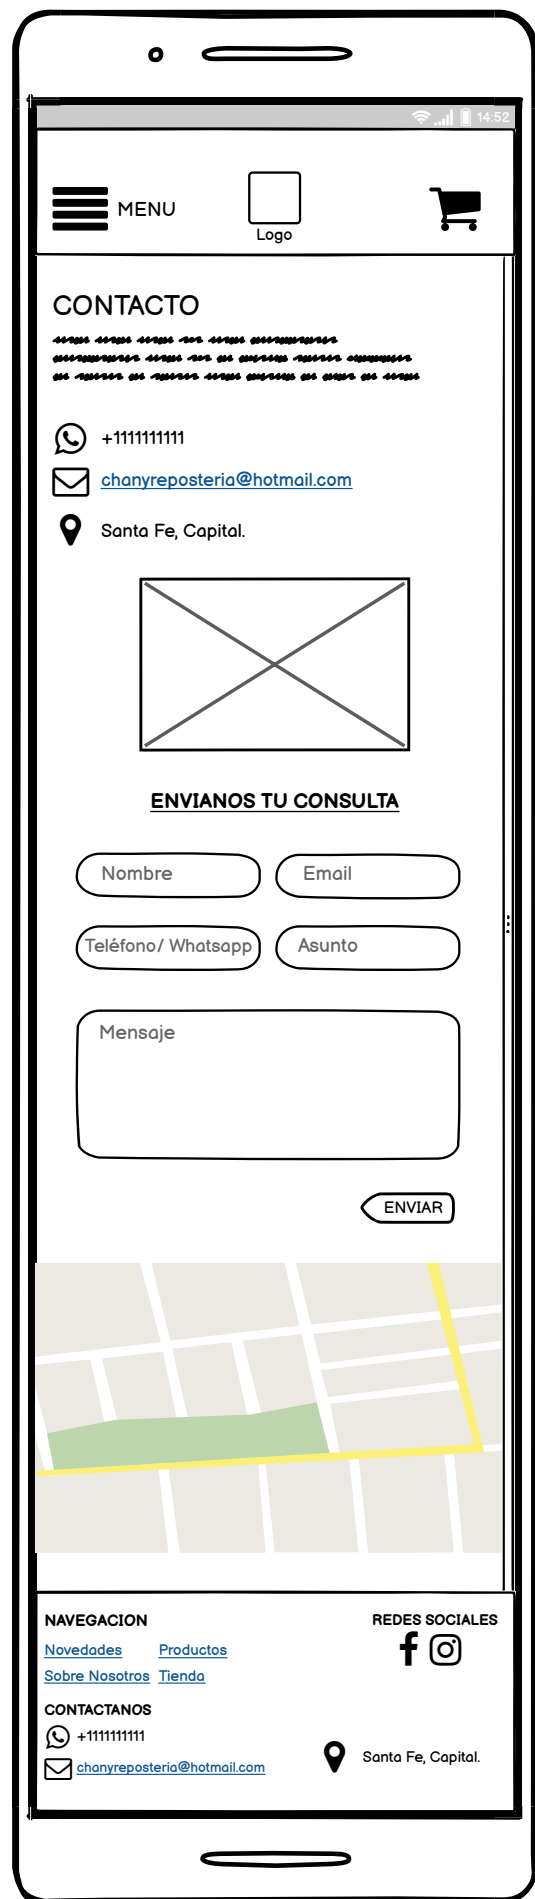 14:52
MENU
Logo
CONTACTO
+1111111111
chanyreposteria@hotmail.com
Santa Fe, Capital.
ENVIANOS TU CONSULTA
Nombre
Email
Teléfono/ Whatsapp
Asunto
Mensaje
ENVIAR
NAVEGACION
REDES SOCIALES
Novedades
Productos
Sobre Nosotros
Tienda
CONTACTANOS
+1111111111
chanyreposteria@hotmail.com
Santa Fe, Capital.